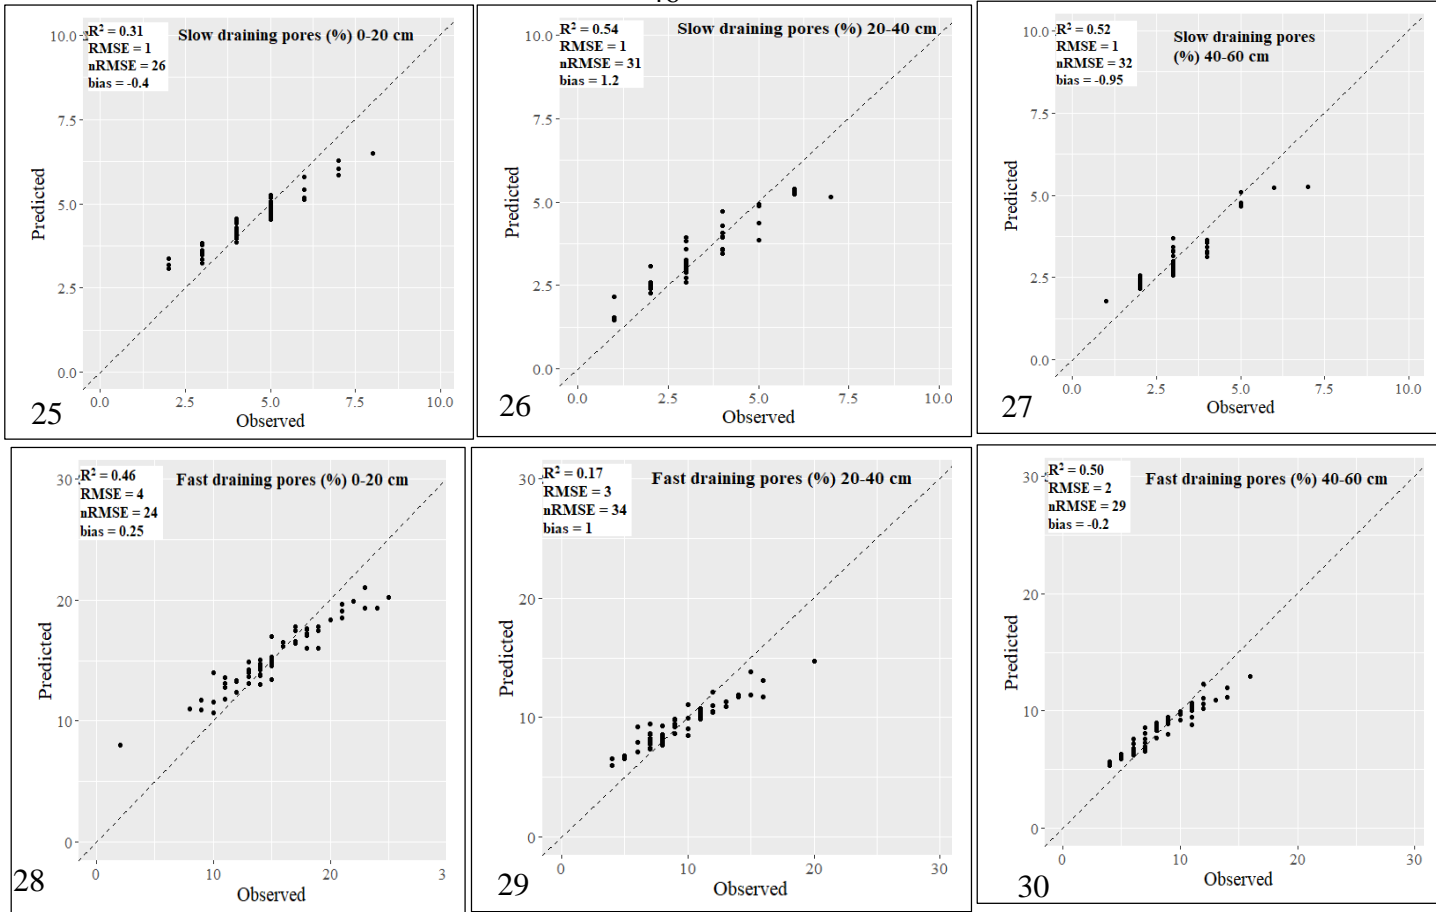 R² = 0.31
RMSE = 1
nRMSE = 26
bias = -0.4
Slow draining pores (%) 0-20 cm
10.0
7.5
5.0
2.5
0.0
Predicted
0.0 2.5 5.0 7.5 10.0
Observed
25
R² = 0.54
RMSE = 1
nRMSE = 31
bias = 1.2
Slow draining pores (%) 20-40 cm
10.0
7.5
5.0
2.5
0.0
Predicted
0.0 2.5 5.0 7.5 10.0
Observed
26
R² = 0.52
RMSE = 1
nRMSE = 32
bias = -0.95
Slow draining pores
(%) 40-60 cm
10.0
7.5
5.0
2.5
0.0
Predicted
0.0 2.5 5.0 7.5 10.0
Observed
27
R² = 0.46
RMSE = 4
nRMSE = 24
bias = 0.25
Fast draining pores (%) 0-20 cm
30
20
10
0
Predicted
0 10 20 3
Observed
28
R² = 0.17
RMSE = 3
nRMSE = 34
bias = 1
Fast draining pores (%) 20-40 cm
30
20
10
0
Predicted
0 10 20 30
Observed
29
R² = 0.50
RMSE = 2
nRMSE = 29
bias = -0.2
Fast draining pores (%) 40-60 cm
30
20
10
0
Predicted
0 10 20 30
Observed
30